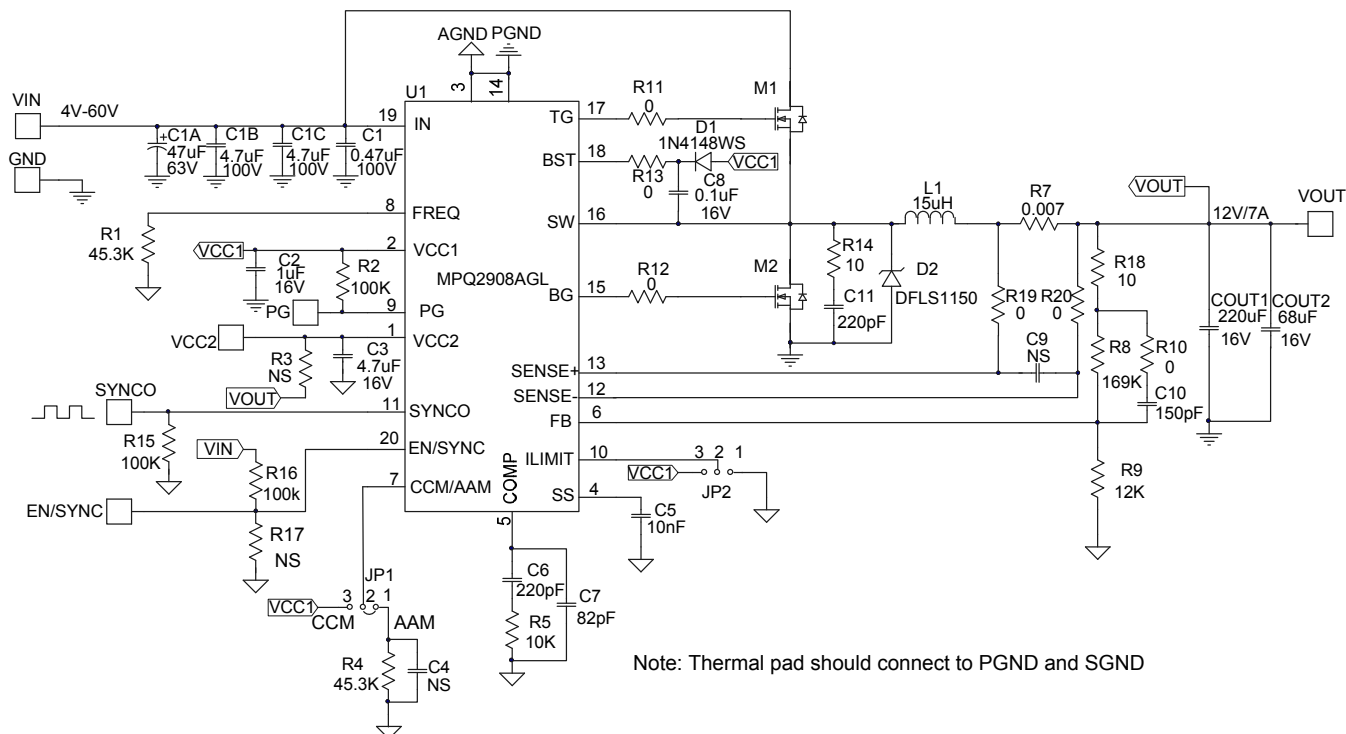 AGND
PGND
3
14
U1
VIN
4V-60V
19
IN
+C1A
47uF
63V
C1B
4.7uF
100V
C1C
4.7uF
100V
C1
0.47uF
100V
GND
TG
17
R11
0
M1
BST
18
R13
0
D1
1N4148WS
VCC1
C8
0.1uF
16V
8
FREQ
R1
45.3K
SW
16
L1
15uH
R7
0.007
VOUT
12V/7A
VOUT
VCC1
2
VCC1
C2
1uF
16V
R2
100K
MPQ2908AGL
PG
9
PG
BG
15
R12
0
M2
R14
10
C11
220pF
D2
DFLS1150
R19
0
R20
0
R18
10
COUT1
220uF
16V
COUT2
68uF
16V
VCC2
1
VCC2
R3
NS
C3
4.7uF
16V
VOUT
SENSE+
13
C9
NS
SENSE-
12
R8
169K
R10
0
C10
150pF
FB
6
SYNCO
11
SYNCO
R15
100K
VIN
20
EN/SYNC
R16
100k
EN/SYNC
R17
NS
7
CCM/AAM
COMP
5
ILIMIT
10
VCC1
3 2 1
JP2
SS
4
C5
10nF
R9
12K
C6
220pF
R5
10K
C7
82pF
JP1
VCC1
3 2 1
CCM AAM
R4
45.3K
C4
NS
Note: Thermal pad should connect to PGND and SGND